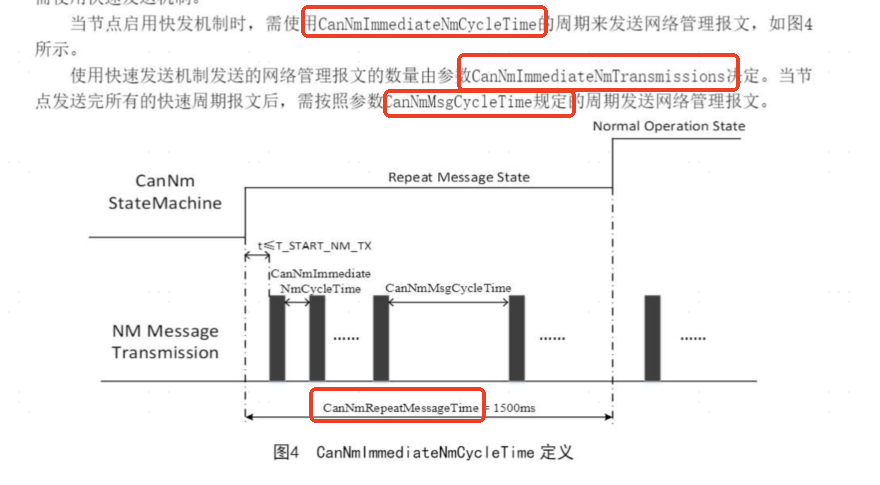 当节点启用快发机制时，需使用CanNmImmediateNmCycleTime的周期来发送网络管理报文，如图4
所示。
使用快速发送机制发送的网络管理报文的数量由参数CanNmImmediateNmTransmissions决定。当节
点发送完所有的快速周期报文后，需按照参数CanNmMsgCycleTime规定的周期发送网络管理报文。
Normal Operation State
CanNm
StateMachine
Repeat Message State
t≤T_START_NM_TX
CanNmImmediate
NmCycleTime
CanNmMsgCycleTime
NM Message
Transmission
......
......
......
CanNmRepeatMessageTime = 1500ms
图4 CanNmImmediateNmCycleTime 定义